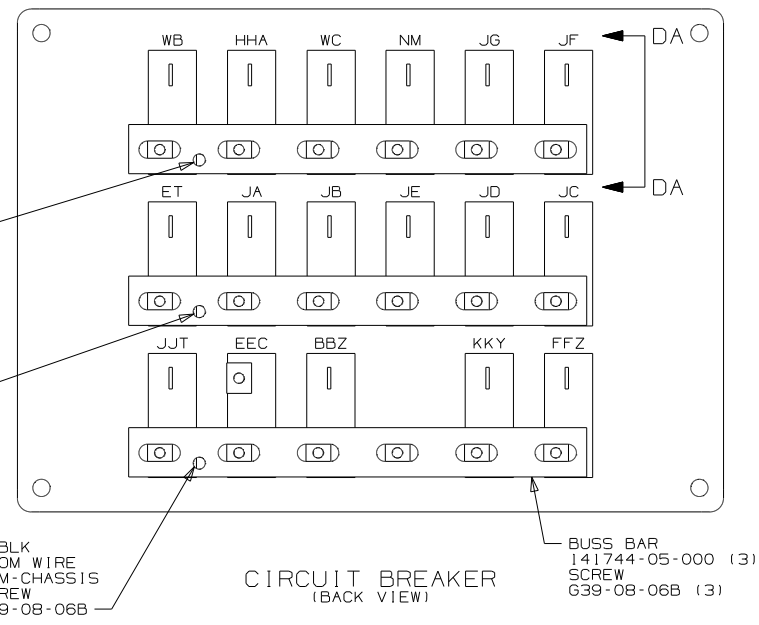 WB HHA WC NM JG JF DA
DA
ET JA JB JE JD JC
JJT EEC BBZ KKY FFZ
BLK
OM WIRE
M-CHASSIS
REW
9-08-06B
CIRCUIT BREAKER
(BACK VIEW)
BUSS BAR
141744-05-000 (3)
SCREW
G39-08-06B (3)